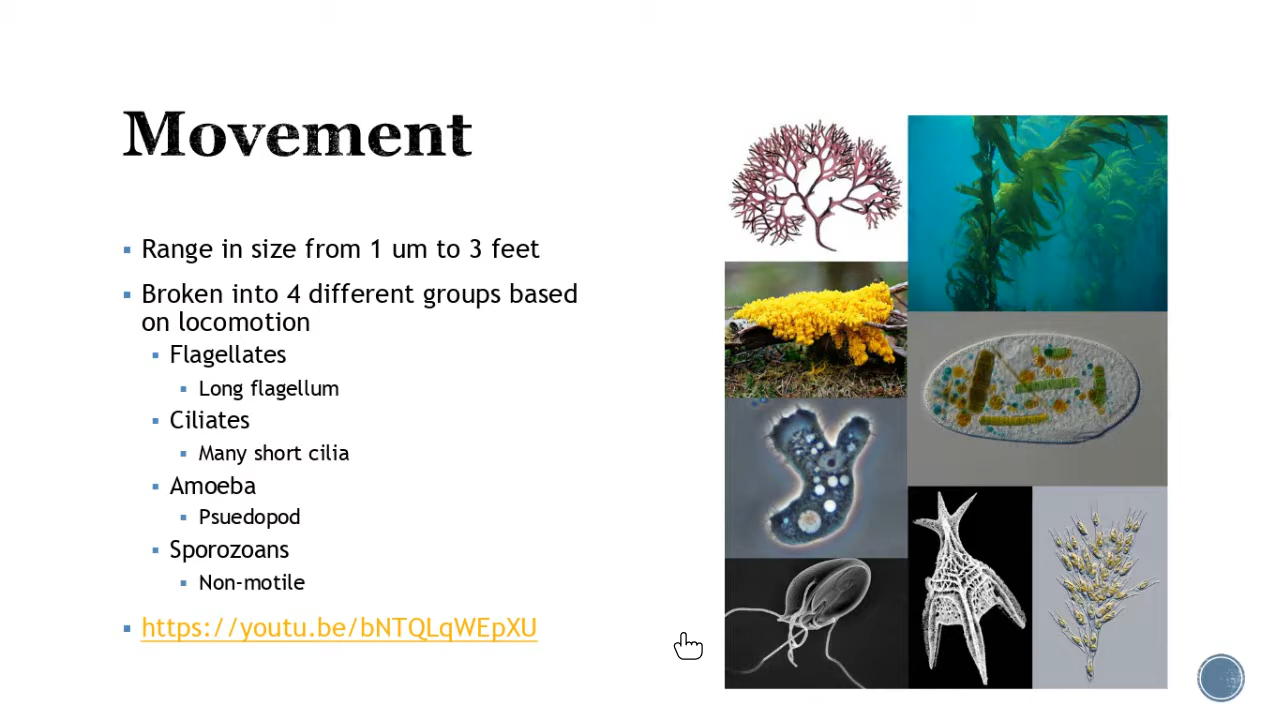 Movement
Range in size from 1 um to 3 feet
Broken into 4 different groups based
on locomotion
Flagellates
Long flagellum
Ciliates
Many short cilia
Amoeba
Psuedopod
Sporozoans
Non-motile
https://youtu.be/bNTQLqWEpXU